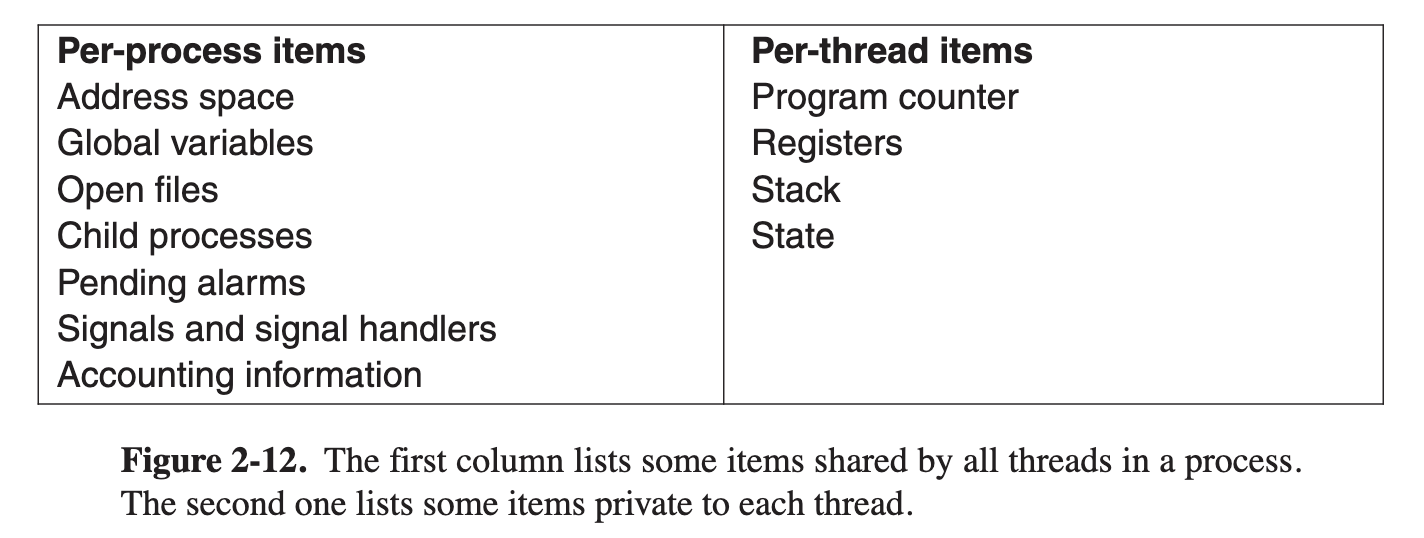 Per-process items
Address space
Global variables
Open files
Child processes
Pending alarms
Signals and signal handlers
Accounting information
Per-thread items
Program counter
Registers
Stack
State
Figure 2-12. The first column lists some items shared by all threads in a process.
The second one lists some items private to each thread.